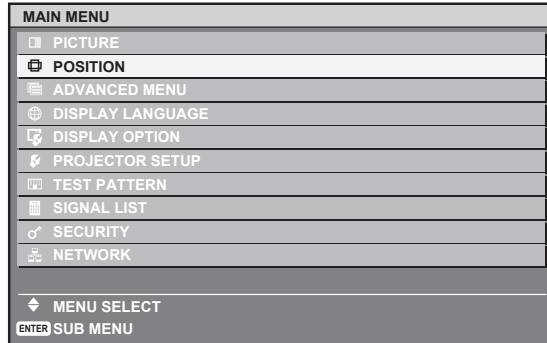 MAIN MENU
PICTURE
POSITION
ADVANCED MENU
DISPLAY LANGUAGE
DISPLAY OPTION
PROJECTOR SETUP
TEST PATTERN
SIGNAL LIST
SECURITY
NETWORK
MENU SELECT
ENTER SUB MENU